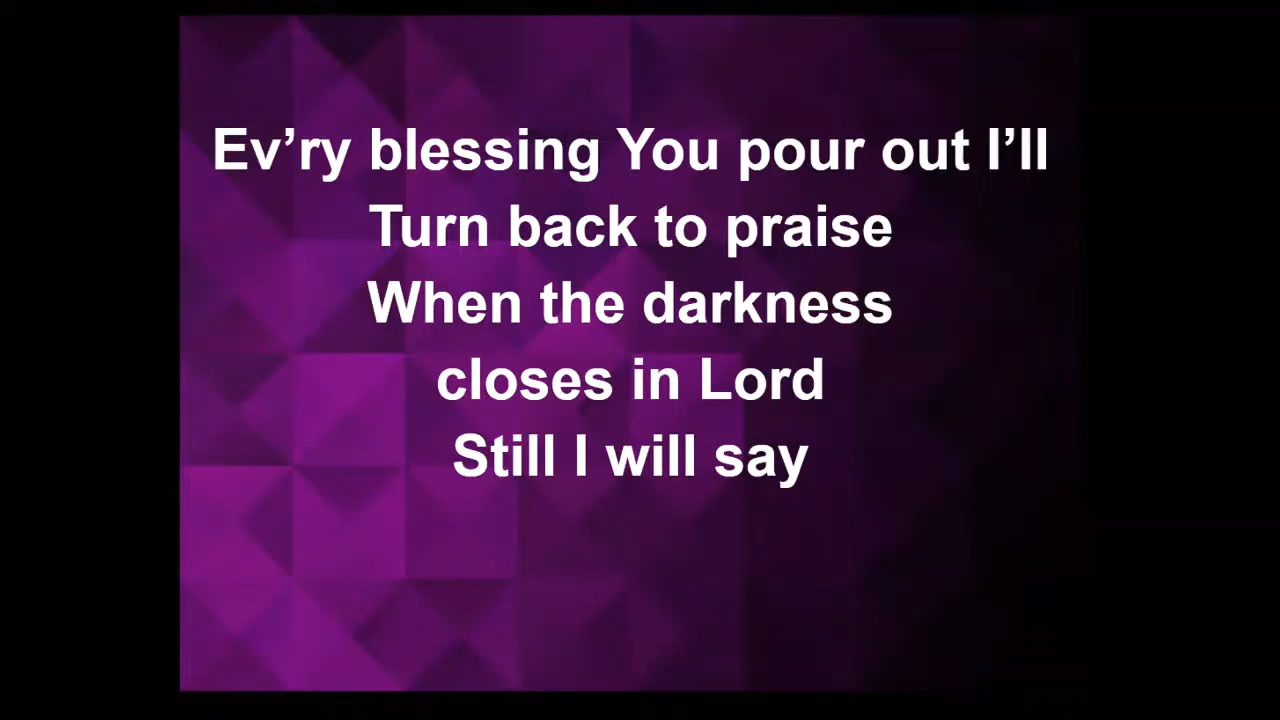 Ev’ry blessing You pour out I’ll
Turn back to praise
When the darkness
closes in Lord
Still I will say